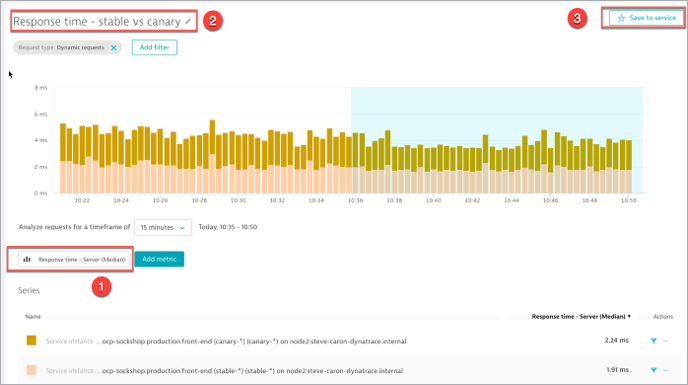 Response time - stable vs canary
2
3
Save to service
Request type: Dynamic requests
Add filter
8 ms
6 ms
4 ms
2 ms
0 ms
10:22 10:24 10:26 10:28 10:30 10:32 10:34 10:36 10:38 10:40 10:42 10:44 10:46 10:48 10:50
Analyze requests for a timeframe of 15 minutes Today, 10:35 - 10:50
Response time - Server (Median) Add metric
1
Series
Name Response time - Server (Median) ▼ Actions
Service instance ... ocp-sockshop.production.front-end (canary-*) (canary-*) on node2.steve-caron-dynatrace.internal 2.24 ms ...
Service instance ... ocp-sockshop.production.front-end (stable-*) (stable-*) on node2.steve-caron-dynatrace.internal 1.91 ms ...